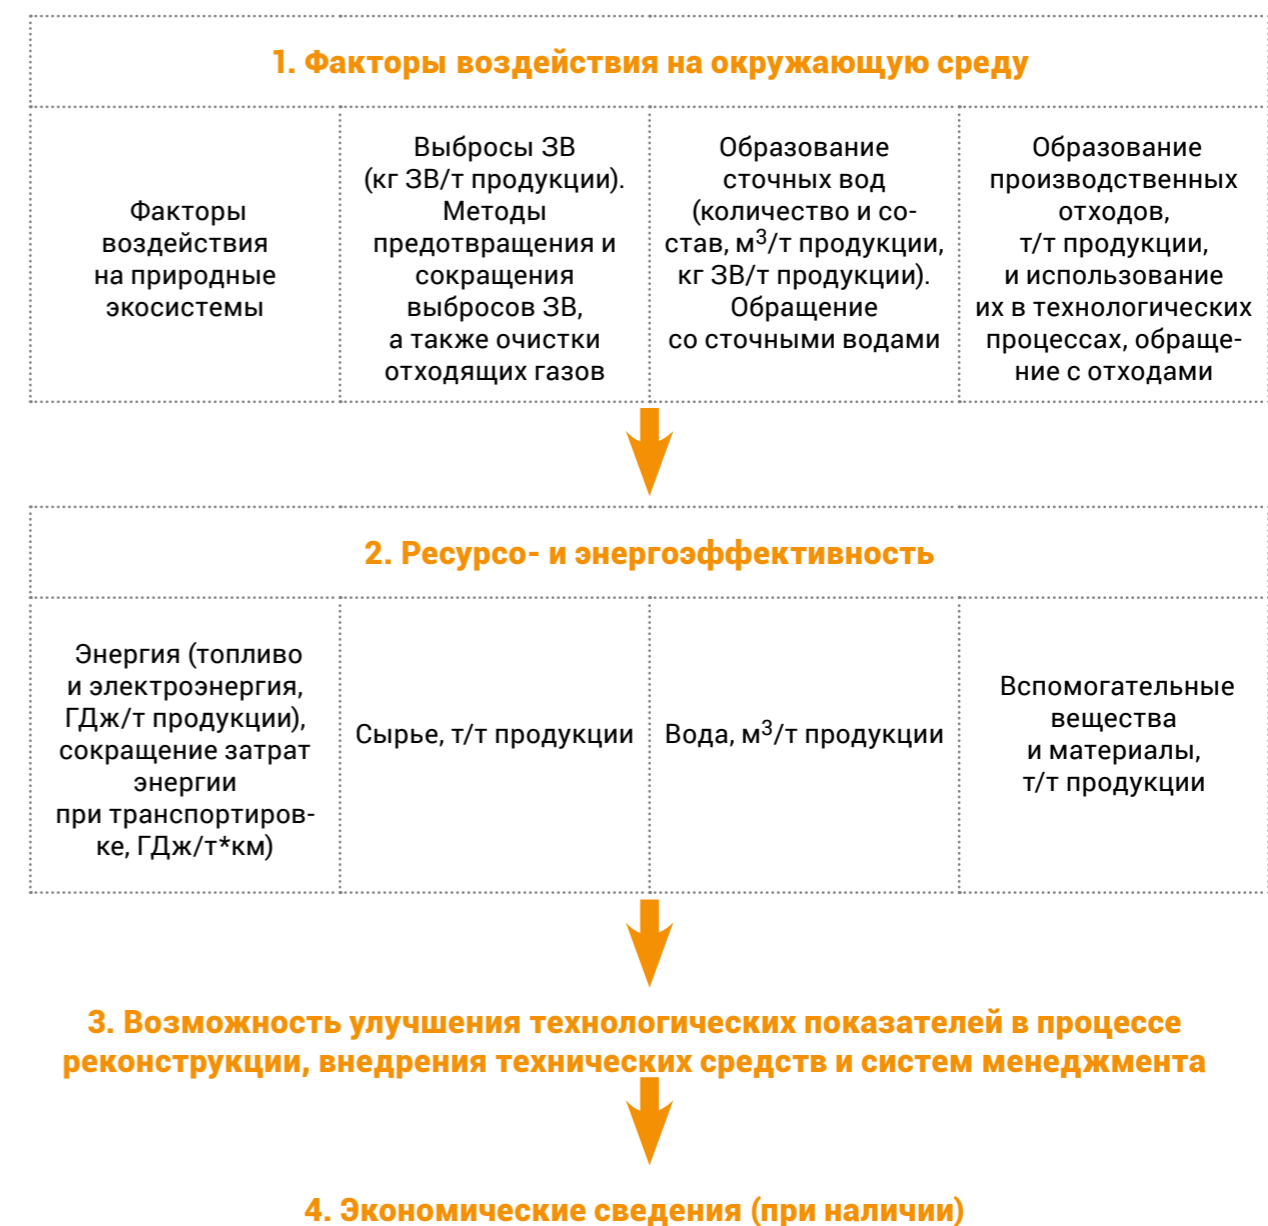 1. Факторы воздействия на окружающую среду
Факторы
воздействия
на природные
экосистемы
Выбросы ЗВ
(кг ЗВ/т продукции).
Методы
предотвращения и
сокращения
выбросов ЗВ,
а также очистки
отходящих газов
Образование
сточных вод
(количество и со-
став, м³/т продукции,
кг ЗВ/т продукции).
Обращение
со сточными водами
Образование
производственных
отходов,
т/т продукции,
и использование
их в технологических
процессах, обраще-
ние с отходами
2. Ресурсо- и энергоэффективность
Энергия (топливо
и электроэнергия,
ГДж/т продукции),
сокращение затрат
энергии
при транспортиров-
ке, ГДж/т*км)
Сырье, т/т продукции
Вода, м³/т продукции
Вспомогательные
вещества
и материалы,
т/т продукции
3. Возможность улучшения технологических показателей в процессе
реконструкции, внедрения технических средств и систем менеджмента
4. Экономические сведения (при наличии)